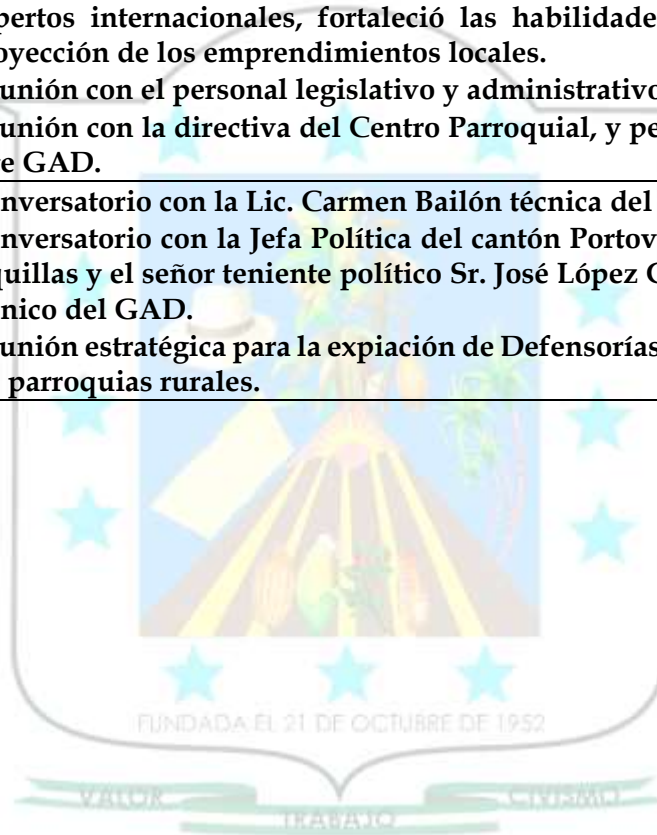 pertos internacionales, fortaleció las habilidade
oyección de los emprendimientos locales.
unión con el personal legislativo y administrativo
unión con la directiva del Centro Parroquial, y pe
re GAD.
nversatorio con la Lic. Carmen Bailón técnica del
nversatorio con la Jefa Política del cantón Portov
quillas y el señor teniente político Sr. José López
nico del GAD.
unión estratégica para la expiación de Defensorías
parroquias rurales.
FUNDADA EL 21 DE OCTUBRE DE 1952
VALOR
TRABAJO
CIVISMO